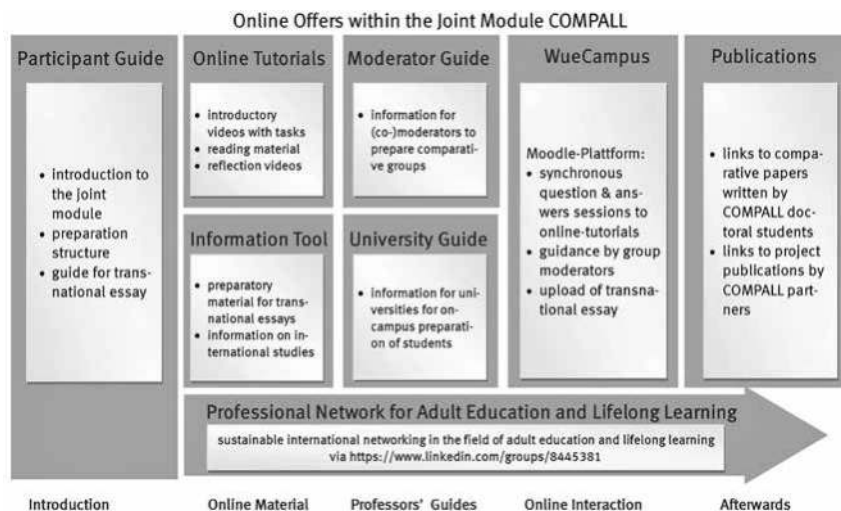 Online Offers within the Joint Module COMPALL
Participant Guide
• introduction to
the joint
module
• preparation
structure
• guide for trans-
national essay
Online Tutorials
• introductory
videos with tasks
• reading material
• reflection videos
Moderator Guide
• information for
(co-)moderators to
prepare comparati-
ve groups
WueCampus
Moodle-Plattform:
• synchronous
question & ans-
wers sessions to
online-tutorials
• guidance by group
moderators
• upload of transna-
tional essay
Publications
• links to compa-
rative papers
written by
COMPALL doc-
toral students
• links to project
publications by
COMPALL part-
ners
Information Tool
• preparatory
material for trans-
national essays
• information on in-
ternational studies
University Guide
• information for uni-
versities for on-
campus preparati-
on of students
Professional Network for Adult Education and Lifelong Learning
sustainable international networking in the field of adult education and lifelong learning
via https://www.linkedin.com/groups/8445381
Introduction
Online Material
Professors' Guides
Online Interaction
Afterwards